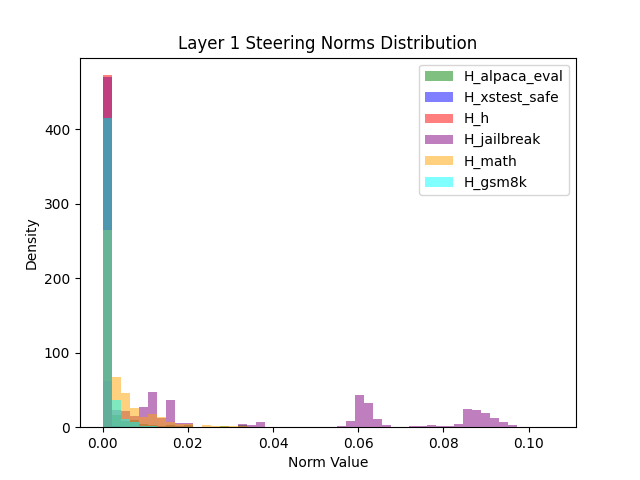 Layer 1 Steering Norms Distribution
H_alpaca_eval
H_xstest_safe
H_h
H_jailbreak
H_math
H_gsm8k
Density
400
300
200
100
0
0.00 0.02 0.04 0.06 0.08 0.10
Norm Value